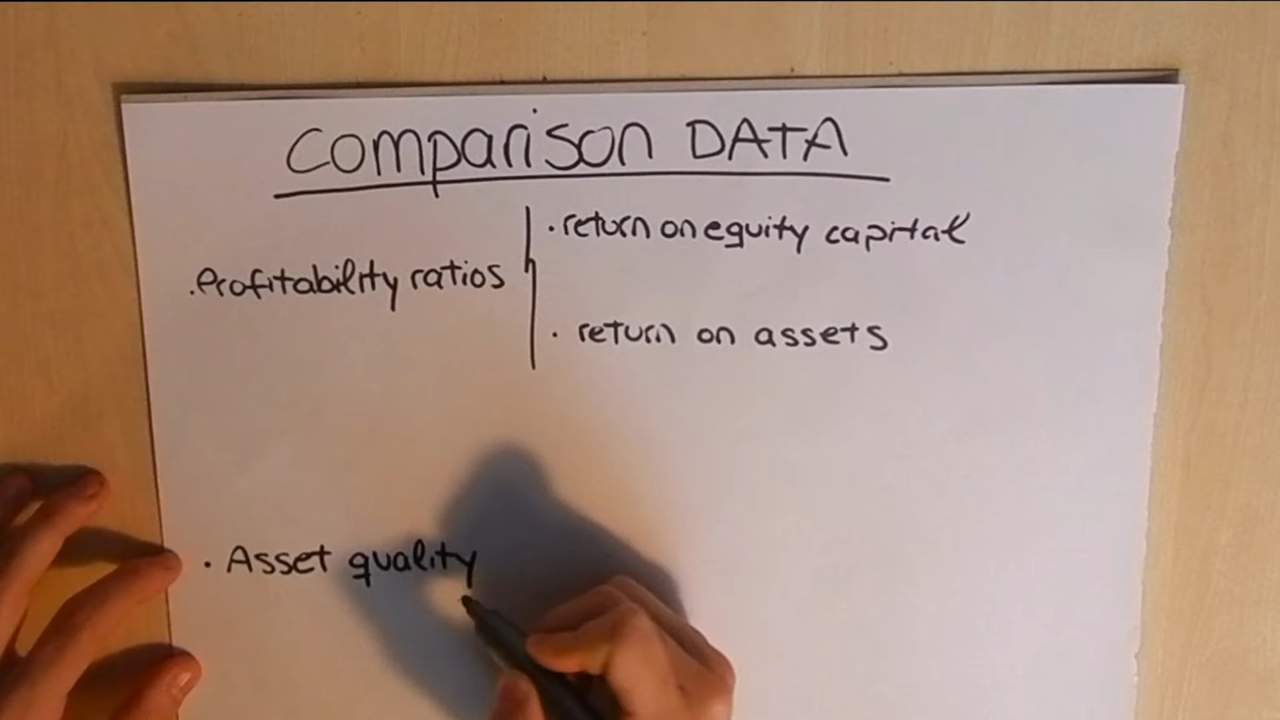 comparison DATA
. return on equity capital
. Profitability ratios
. return on assets
. Asset quality